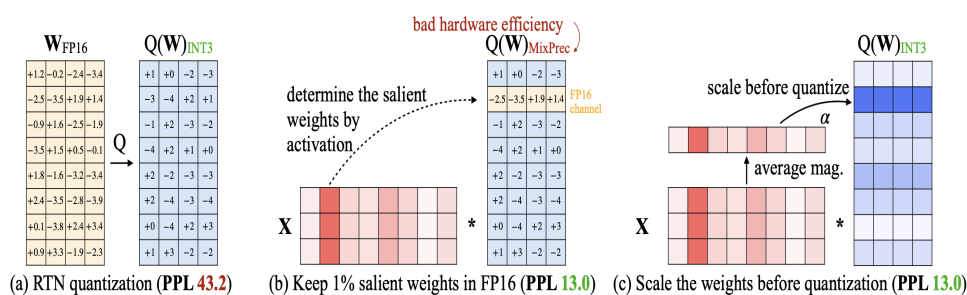 W_FP16
+1.2 −0.2 −2.4 −3.4
−2.5 −3.5 +1.9 +1.4
−0.9 +1.6 −2.5 −1.9
−3.5 +1.5 +0.5 −0.1
+1.8 −1.6 −3.2 −3.4
+2.4 −3.5 −2.8 −3.9
+0.1 −3.8 +2.4 +3.4
+0.9 +3.3 −1.9 −2.3
Q
Q(W)_INT3
+1 +0 −2 −3
−3 −4 +2 +1
−1 +2 −3 −2
−4 +2 +1 +0
+2 −2 −3 −3
+2 −4 −3 −4
+0 −4 +2 +3
+1 +3 −2 −2
(a) RTN quantization (PPL 43.2)
bad hardware efficiency
Q(W)_MixPrec
determine the salient
weights by
activation
+1 +0 −2 −3
−2.5 −3.5 +1.9 +1.4
−1 +2 −3 −2
−4 +2 +1 +0
+2 −2 −3 −3
+2 −4 −3 −4
+0 −4 +2 +3
+1 +3 −2 −2
FP16
channel
X
*
(b) Keep 1% salient weights in FP16 (PPL 13.0)
Q(W)_INT3
scale before quantize
α
average mag.
X
*
(c) Scale the weights before quantization (PPL 13.0)